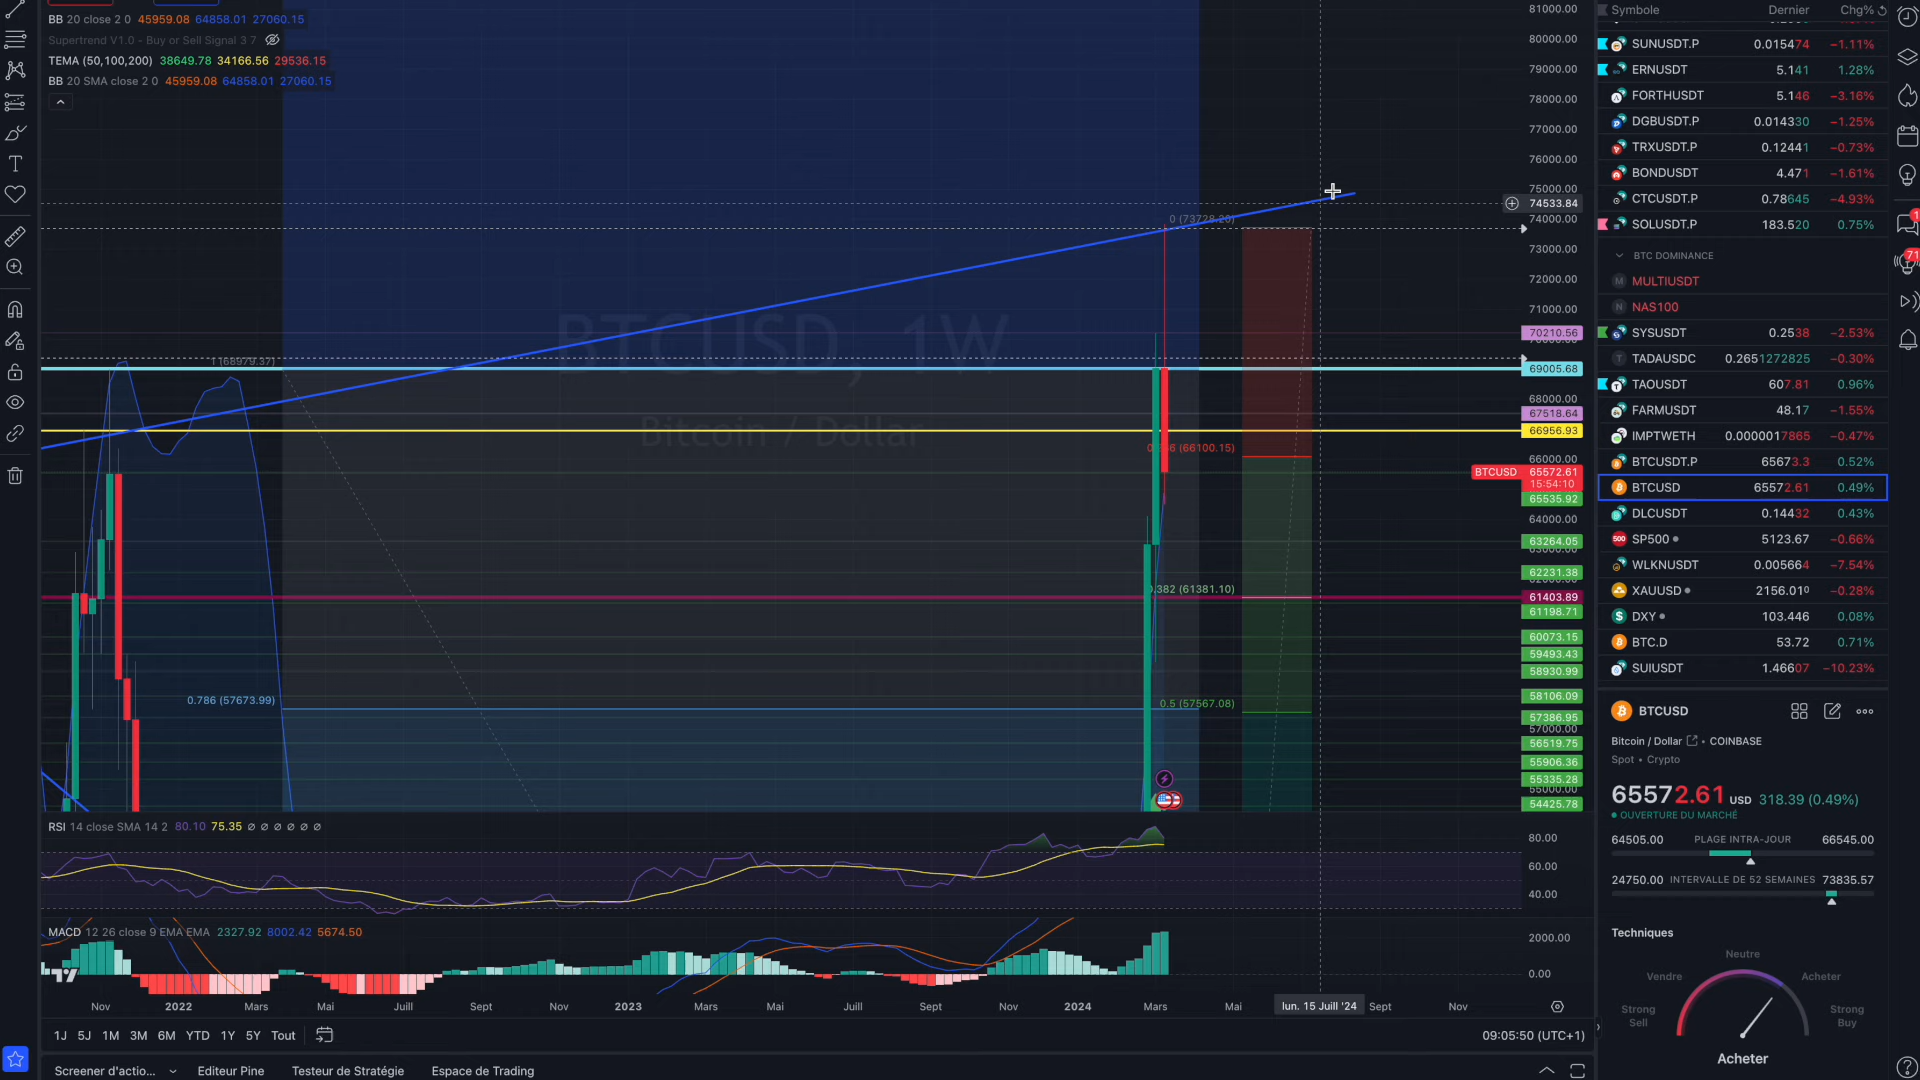 BB 20 close 2 0 45959.08 64858.01 27060.15
Supertrend V1.0 - Buy or Sell Signal 3 7
TEMA (50,100,200) 38649.78 34166.56 29536.15
BB 20 SMA close 2 0 45959.08 64858.01 27060.15
BTCUSD, 1W
Bitcoin / Dollar
0 (73728.20)
1 (68979.37)
(66100.15)
0.382 (61381.10)
0.786 (57673.99)
0.5 (57567.08)
81000.00
80000.00
79000.00
78000.00
77000.00
76000.00
75000.00
74533.84
74000.00
73000.00
72000.00
71000.00
70210.56
69005.68
68000.00
67518.64
66956.93
66000.00
BTCUSD 65572.61
15:54:10
65535.92
64000.00
63264.05
62231.38
61403.89
61198.71
60073.15
59493.43
58930.99
58106.09
57386.95
57000.00
56519.75
55906.36
55335.28
55000.00
54425.78
RSI 14 close SMA 14 2 80.10 75.35 ∅ ∅ ∅ ∅ ∅ ∅
80.00
60.00
40.00
MACD 12 26 close 9 EMA EMA 2327.92 8002.42 5674.50
2000.00
0.00
Nov 2022 Mars Mai Juill Sept Nov 2023 Mars Mai Juill Sept Nov 2024 Mars Mai lun. 15 Juill '24 Sept Nov
1J 5J 1M 3M 6M YTD 1Y 5Y Tout
09:05:50 (UTC+1)
Screener d'actio... Editeur Pine Testeur de Stratégie Espace de Trading
Symbole Dernier Chg%
SUNUSDT.P 0.015474 −1.11%
ERNUSDT 5.141 1.28%
FORTHUSDT 5.146 −3.16%
DGBUSDT.P 0.014330 −1.25%
TRXUSDT.P 0.12441 −0.73%
BONDUSDT 4.471 −1.61%
CTCUSDT.P 0.78645 −4.93%
SOLUSDT.P 183.520 0.75%
BTC DOMINANCE
M MULTIUSDT
N NAS100
SYSUSDT 0.2538 −2.53%
T TADAUSDC 0.2651272825 −0.30%
TAOUSDT 607.81 0.96%
FARMUSDT 48.17 −1.55%
IMPTWETH 0.000017865 −0.47%
BTCUSDT.P 65673.3 0.52%
BTCUSD 65572.61 0.49%
DLCUSDT 0.14432 0.43%
500 SP500 5123.67 −0.66%
WLKNUSDT 0.005664 −7.54%
XAUUSD 2156.010 −0.28%
DXY 103.446 0.08%
BTC.D 53.72 0.71%
SUIUSDT 1.46607 −10.23%
BTCUSD
Bitcoin / Dollar • COINBASE
Spot • Crypto
65572.61 USD 318.39 (0.49%)
OUVERTURE DU MARCHÉ
64505.00 PLAGE INTRA-JOUR 66545.00
24750.00 INTERVALLE DE 52 SEMAINES 73835.57
Techniques
Neutre
Vendre Acheter
Strong Sell
Strong Buy
Acheter